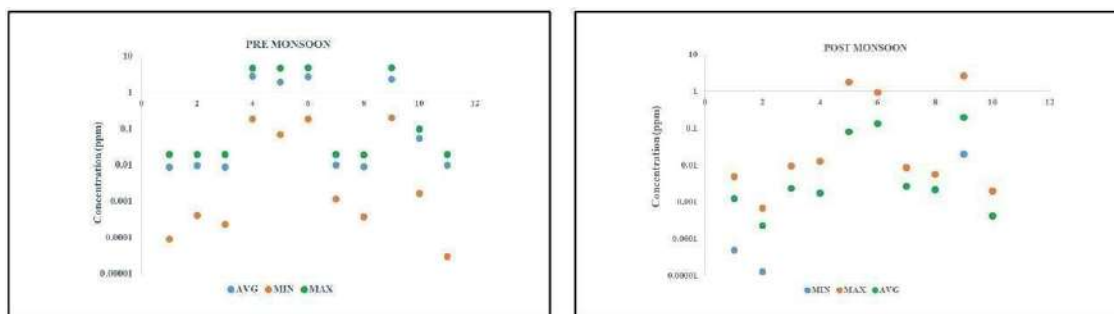 PRE MONSOON
Concentration (ppm)
10
1
0.1
0.01
0.001
0.0001
0.00001
0 2 4 6 8 10 12
AVG MIN MAX
POST MONSOON
Concentration (ppm)
10
1
0.1
0.01
0.001
0.0001
0.00001
0 2 4 6 8 10 12
MIN MAX AVG